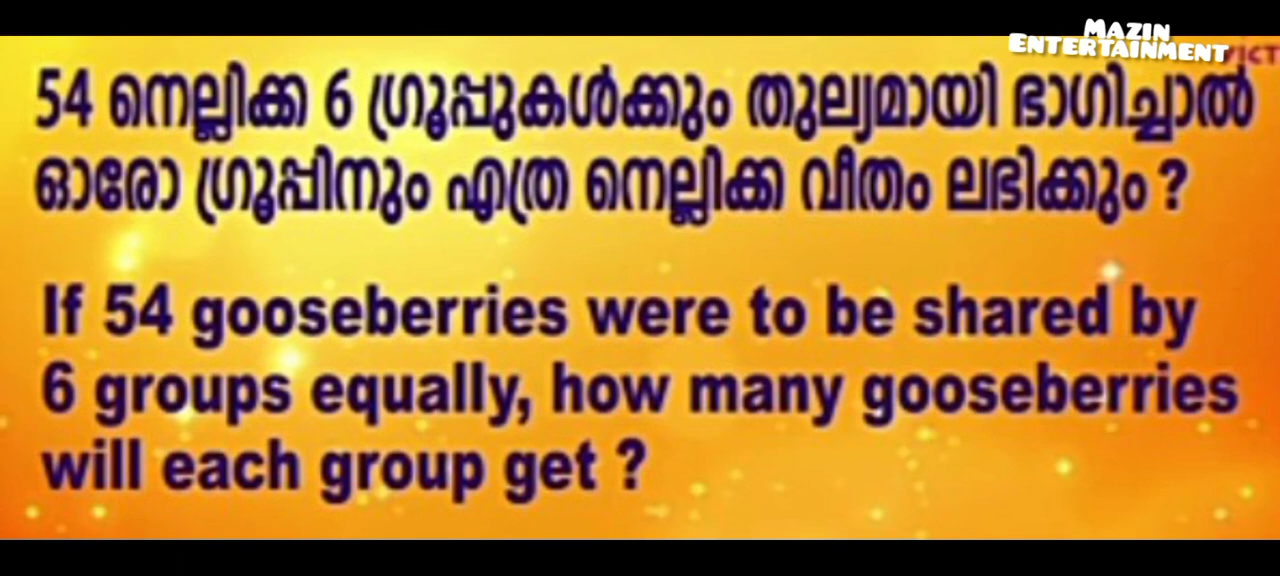 MAZIN
ENTERTAINMENT
54 നെല്ലിക്ക 6 ഗ്രൂപ്പുകൾക്കും തുല്യമായി ഭാഗിച്ചാൽ
ഓരോ ഗ്രൂപ്പിനും എത്ര നെല്ലിക്ക വീതം ലഭിക്കും ?
If 54 gooseberries were to be shared by
6 groups equally, how many gooseberries
will each group get ?